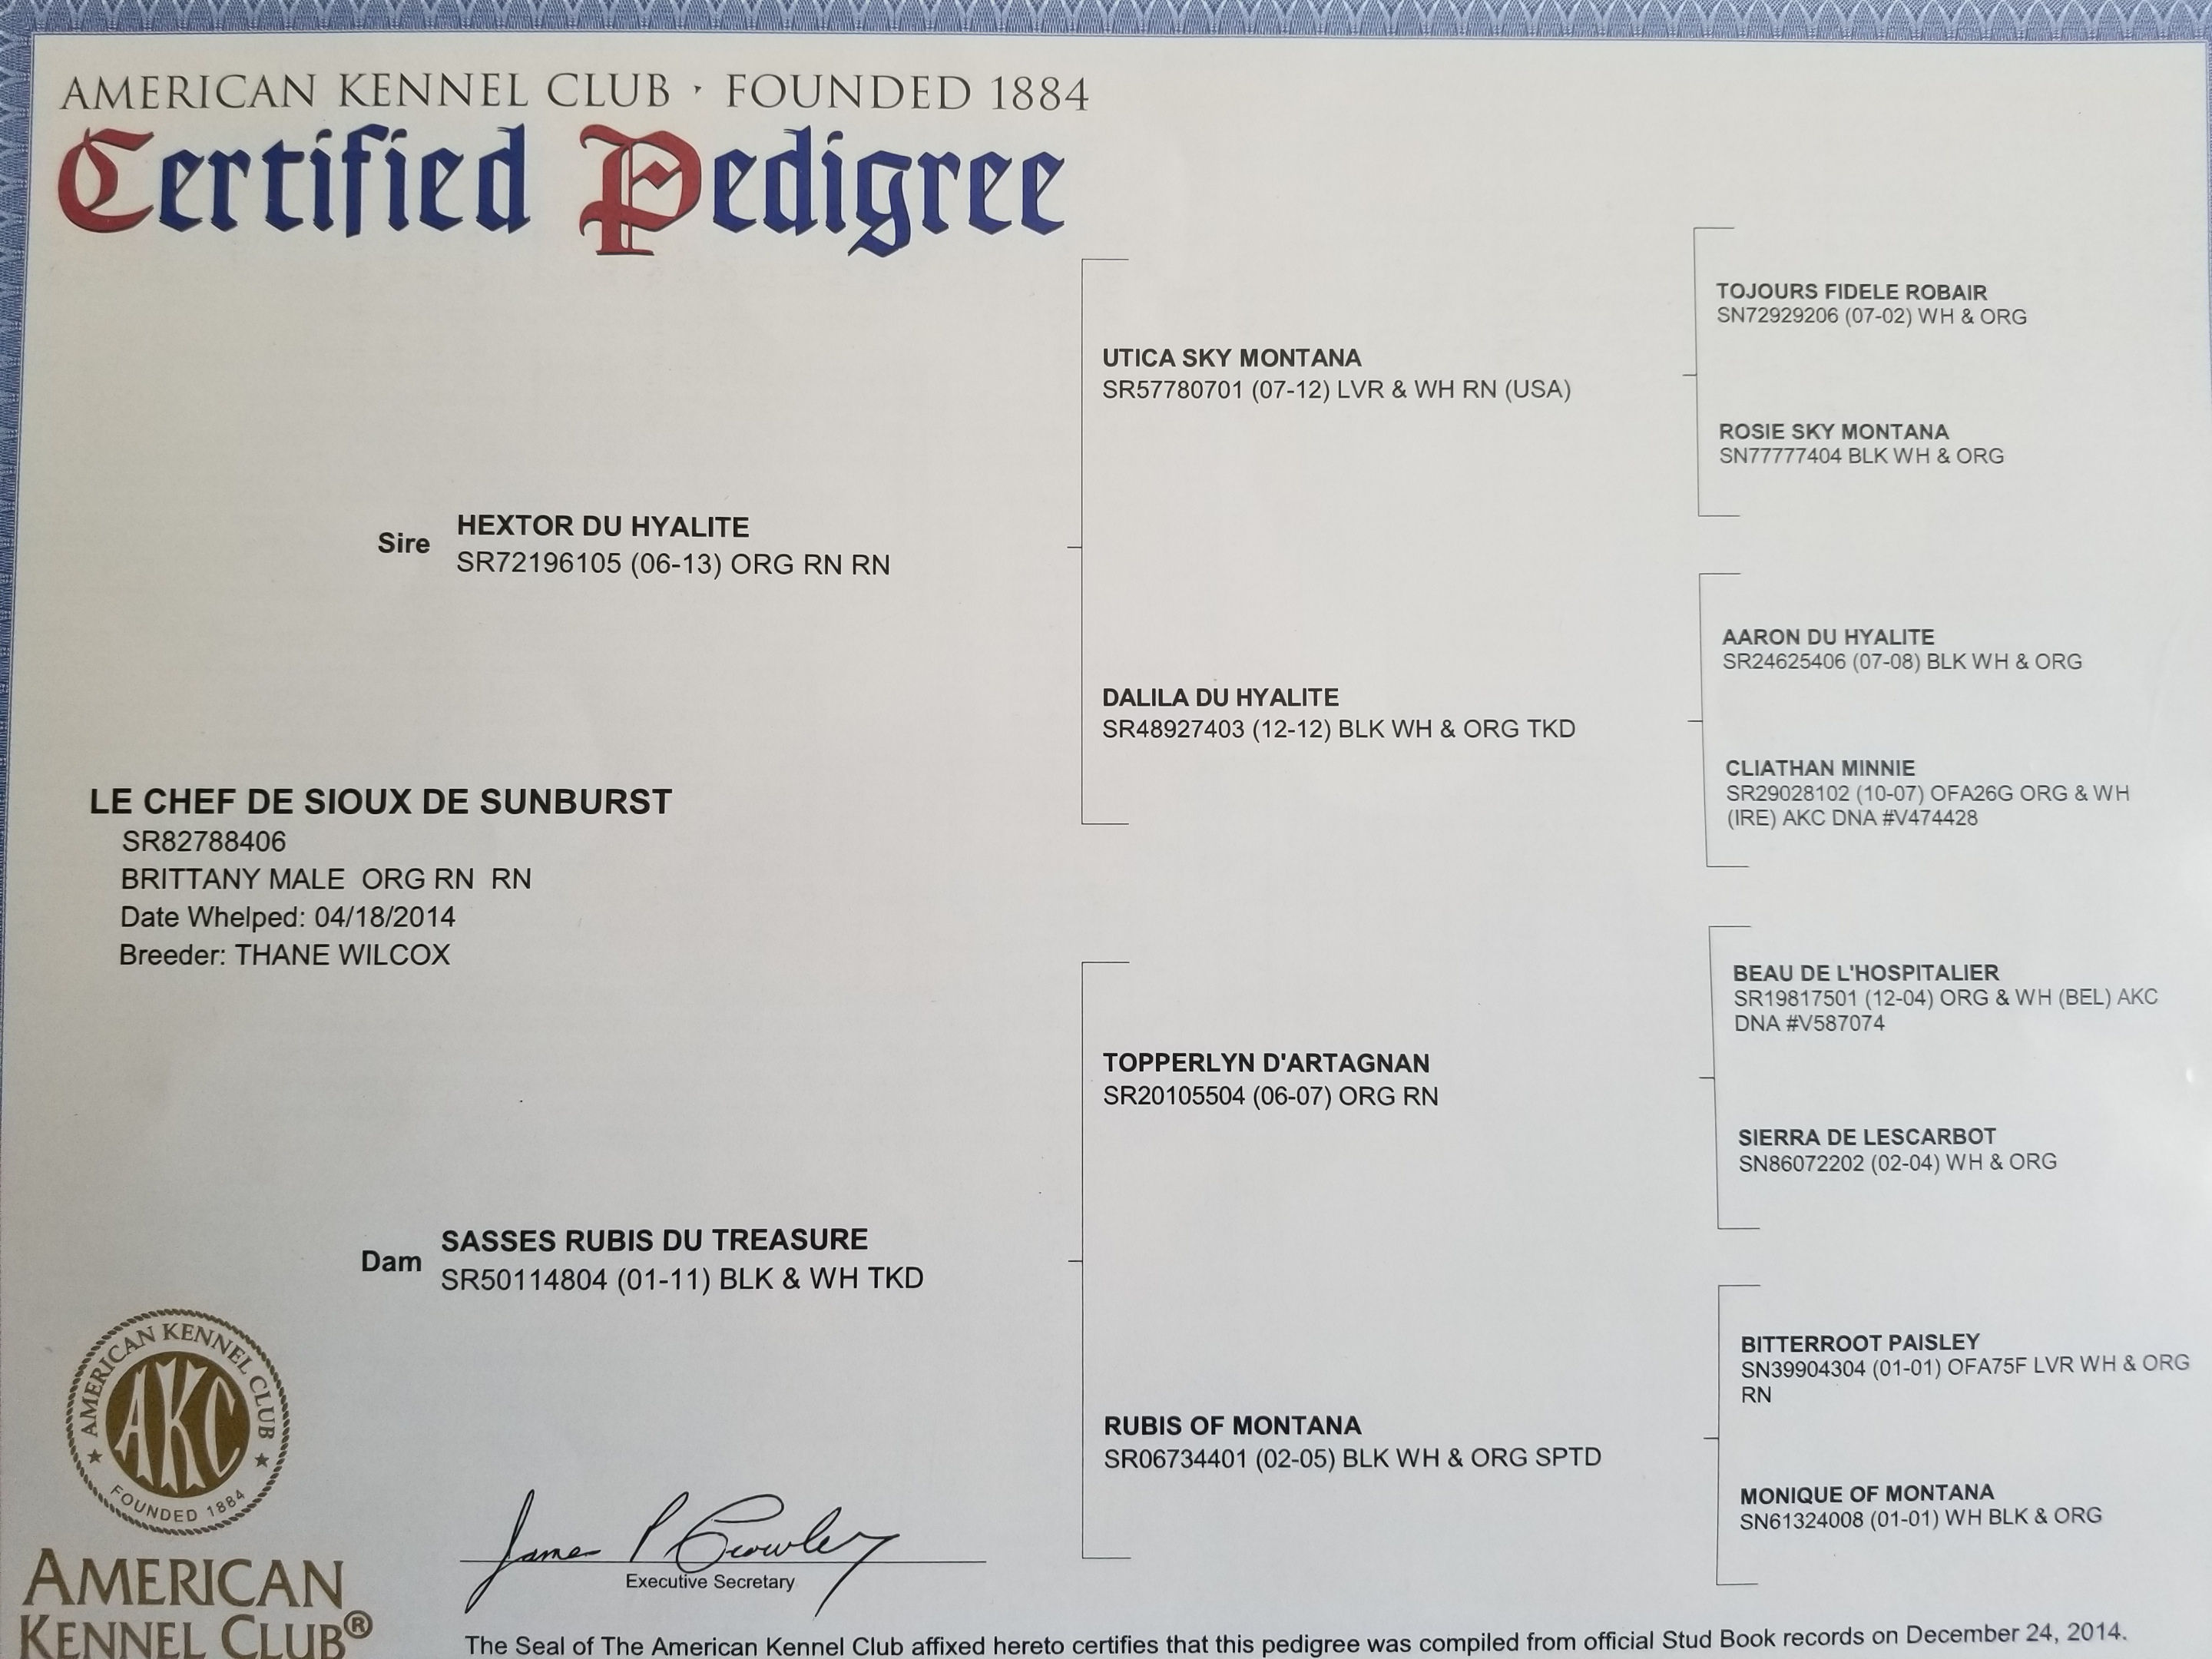 AMERICAN KENNEL CLUB · FOUNDED 1884
Certified Pedigree
TOJOURS FIDELE ROBAIR
SN72929206 (07-02) WH & ORG
UTICA SKY MONTANA
SR57780701 (07-12) LVR & WH RN (USA)
ROSIE SKY MONTANA
SN77777404 BLK WH & ORG
Sire
HEXTOR DU HYALITE
SR72196105 (06-13) ORG RN RN
AARON DU HYALITE
SR24625406 (07-08) BLK WH & ORG
DALILA DU HYALITE
SR48927403 (12-12) BLK WH & ORG TKD
CLIATHAN MINNIE
SR29028102 (10-07) OFA26G ORG & WH
(IRE) AKC DNA #V474428
LE CHEF DE SIOUX DE SUNBURST
SR82788406
BRITTANY MALE ORG RN RN
Date Whelped: 04/18/2014
Breeder: THANE WILCOX
BEAU DE L'HOSPITALIER
SR19817501 (12-04) ORG & WH (BEL) AKC
DNA #V587074
TOPPERLYN D'ARTAGNAN
SR20105504 (06-07) ORG RN
SIERRA DE LESCARBOT
SN86072202 (02-04) WH & ORG
Dam
SASSES RUBIS DU TREASURE
SR50114804 (01-11) BLK & WH TKD
BITTERROOT PAISLEY
SN39904304 (01-01) OFA75F LVR WH & ORG
RN
RUBIS OF MONTANA
SR06734401 (02-05) BLK WH & ORG SPTD
MONIQUE OF MONTANA
SN61324008 (01-01) WH BLK & ORG
AMERICAN KENNEL CLUB
AKC
FOUNDED 1884
AMERICAN
KENNEL CLUB®
James P Crowley
Executive Secretary
The Seal of The American Kennel Club affixed hereto certifies that this pedigree was compiled from official Stud Book records on December 24, 2014.